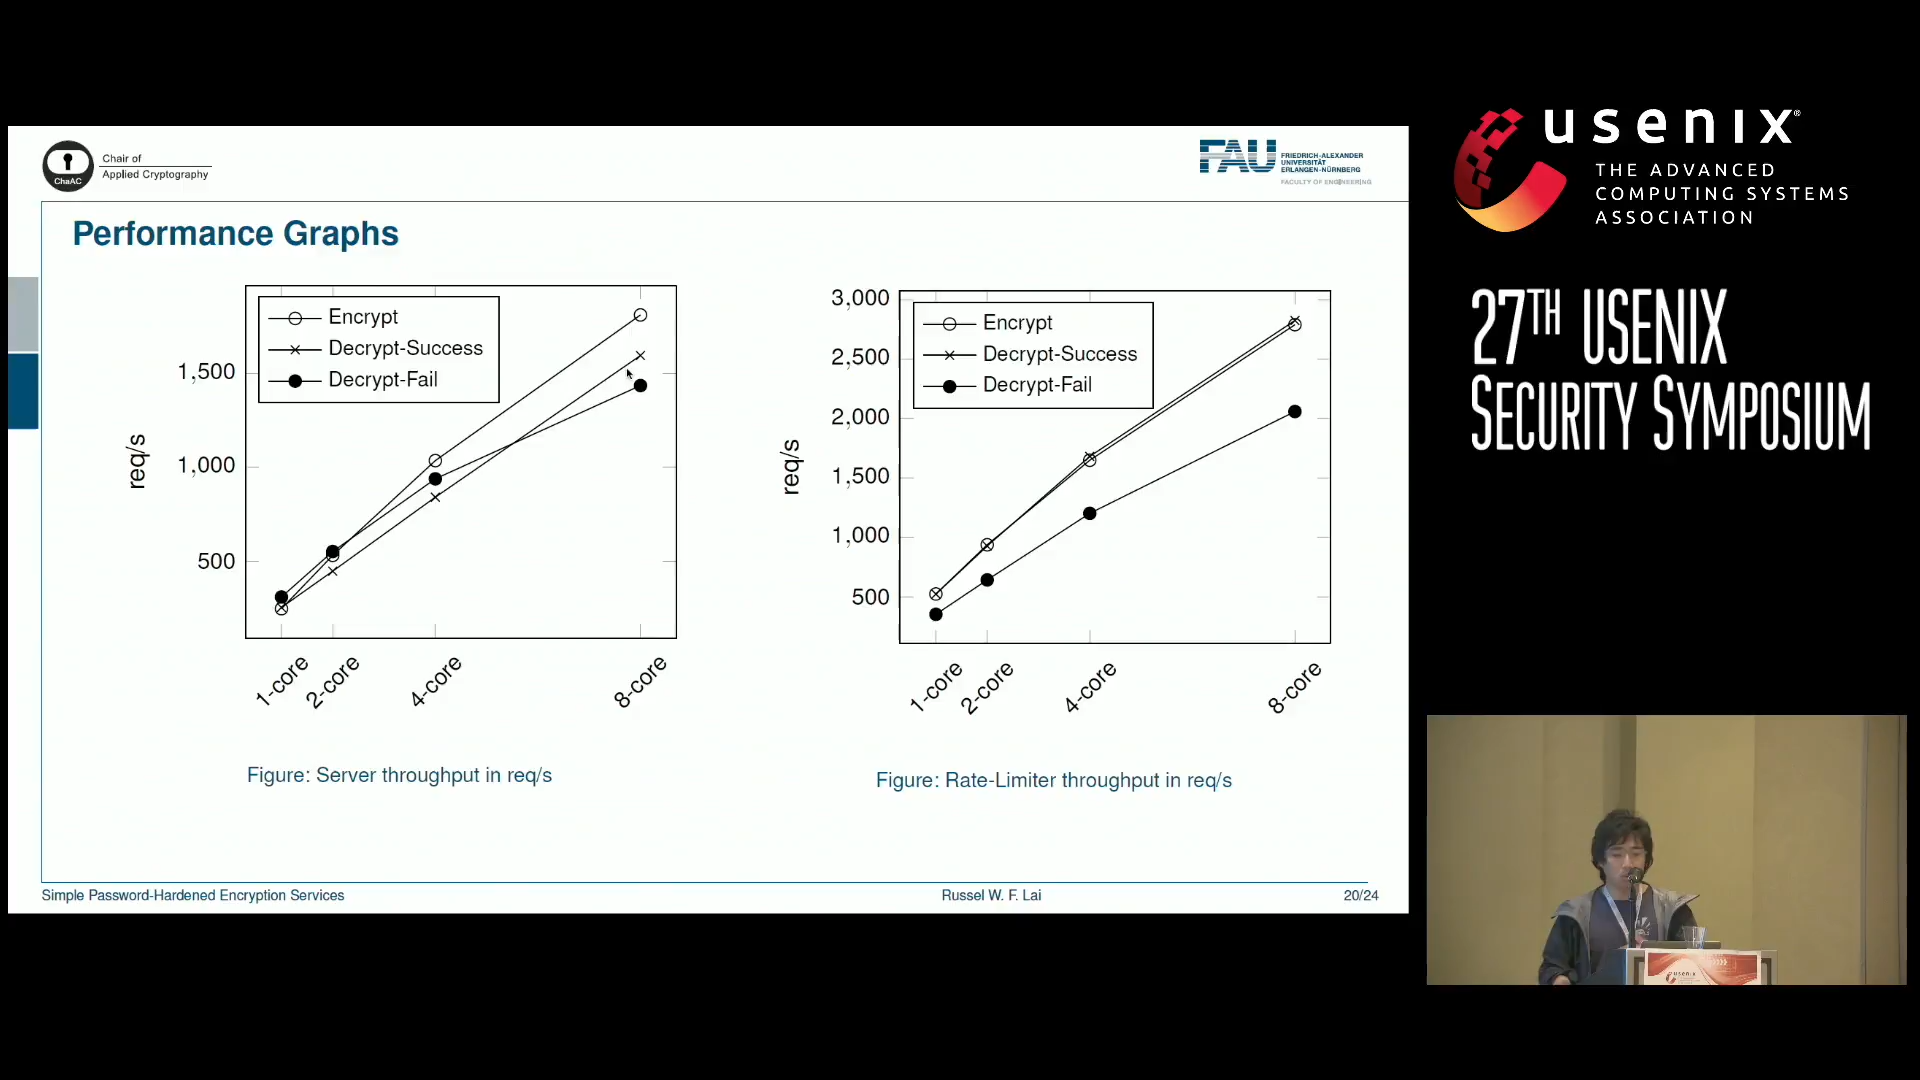 Chair of
Applied Cryptography
ChaAC
FAU
FRIEDRICH-ALEXANDER
UNIVERSITÄT
ERLANGEN-NÜRNBERG
FACULTY OF ENGINEERING
Performance Graphs
Encrypt
Decrypt-Success
Decrypt-Fail
1,500
1,000
500
req/s
1-core
2-core
4-core
8-core
Figure: Server throughput in req/s
3,000
2,500
2,000
1,500
1,000
500
req/s
Encrypt
Decrypt-Success
Decrypt-Fail
1-core
2-core
4-core
8-core
Figure: Rate-Limiter throughput in req/s
Simple Password-Hardened Encryption Services
Russel W. F. Lai
20/24
usenix®
THE ADVANCED
COMPUTING SYSTEMS
ASSOCIATION
27TH USENIX
SECURITY SYMPOSIUM
usenix